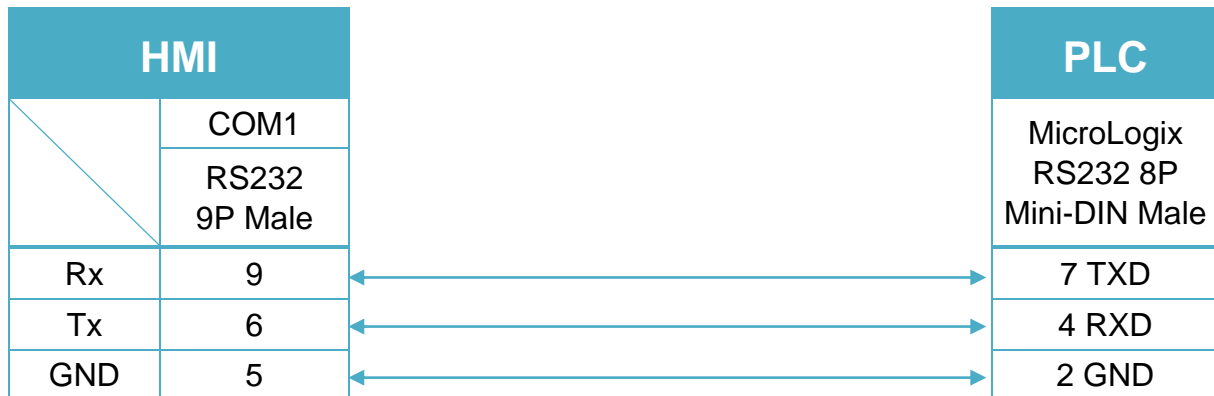 HMI
PLC
COM1
RS232
9P Male
MicroLogix
RS232 8P
Mini-DIN Male
Rx 9 7 TXD
Tx 6 4 RXD
GND 5 2 GND